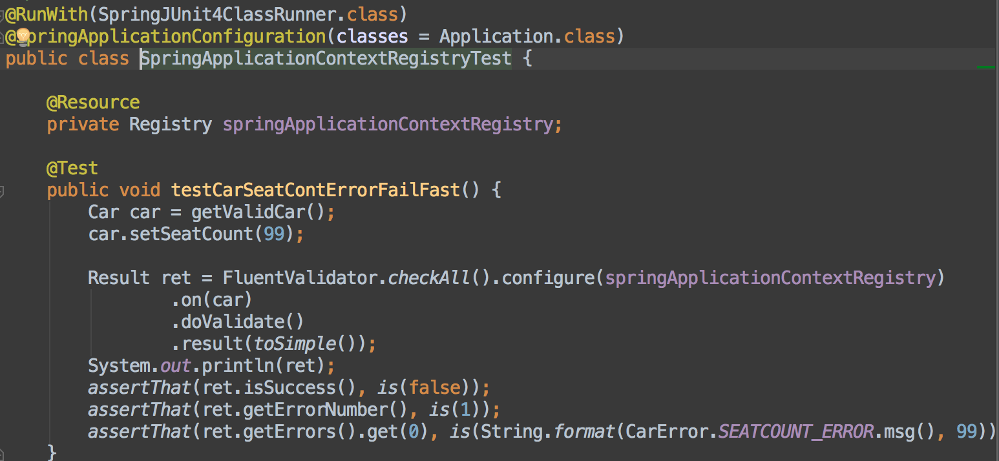 @RunWith(SpringJUnit4ClassRunner.class)
@SpringApplicationConfiguration(classes = Application.class)
public class SpringApplicationContextRegistryTest {
@Resource
private Registry springApplicationContextRegistry;
@Test
public void testCarSeatContErrorFailFast() {
Car car = getValidCar();
car.setSeatCount(99);
Result ret = FluentValidator.checkAll().configure(springApplicationContextRegistry)
.on(car)
.doValidate()
.result(toSimple());
System.out.println(ret);
assertThat(ret.isSuccess(), is(false));
assertThat(ret.getErrorNumber(), is(1));
assertThat(ret.getErrors().get(0), is(String.format(CarError.SEATCOUNT_ERROR.msg(), 99))
}